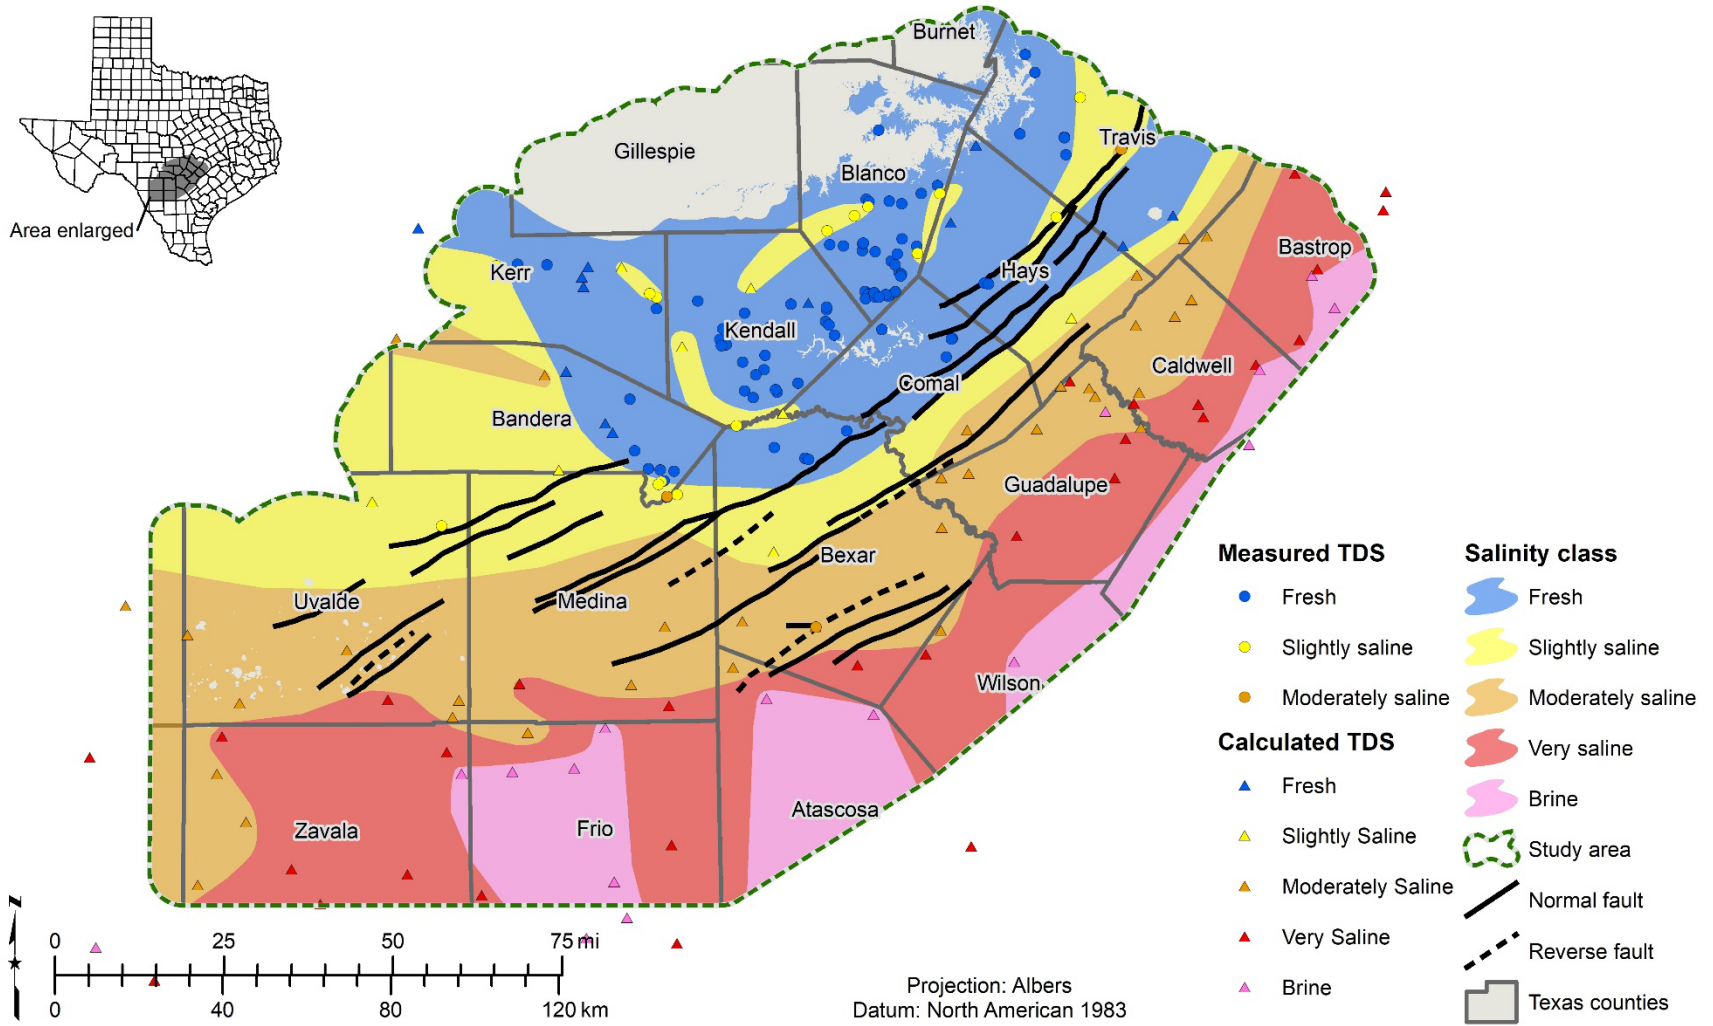 Area enlarged
Burnet
Travis
Gillespie
Blanco
Bastrop
Kerr
Hays
Kendall
Caldwell
Comal
Bandera
Guadalupe
Bexar
Uvalde
Medina
Wilson
Atascosa
Zavala
Frio
Measured TDS
Fresh
Slightly saline
Moderately saline
Calculated TDS
Fresh
Slightly Saline
Moderately Saline
Very Saline
Brine
Salinity class
Fresh
Slightly saline
Moderately saline
Very saline
Brine
Study area
Normal fault
Reverse fault
Texas counties
N
0 25 50 75 mi
0 40 80 120 km
Projection: Albers
Datum: North American 1983